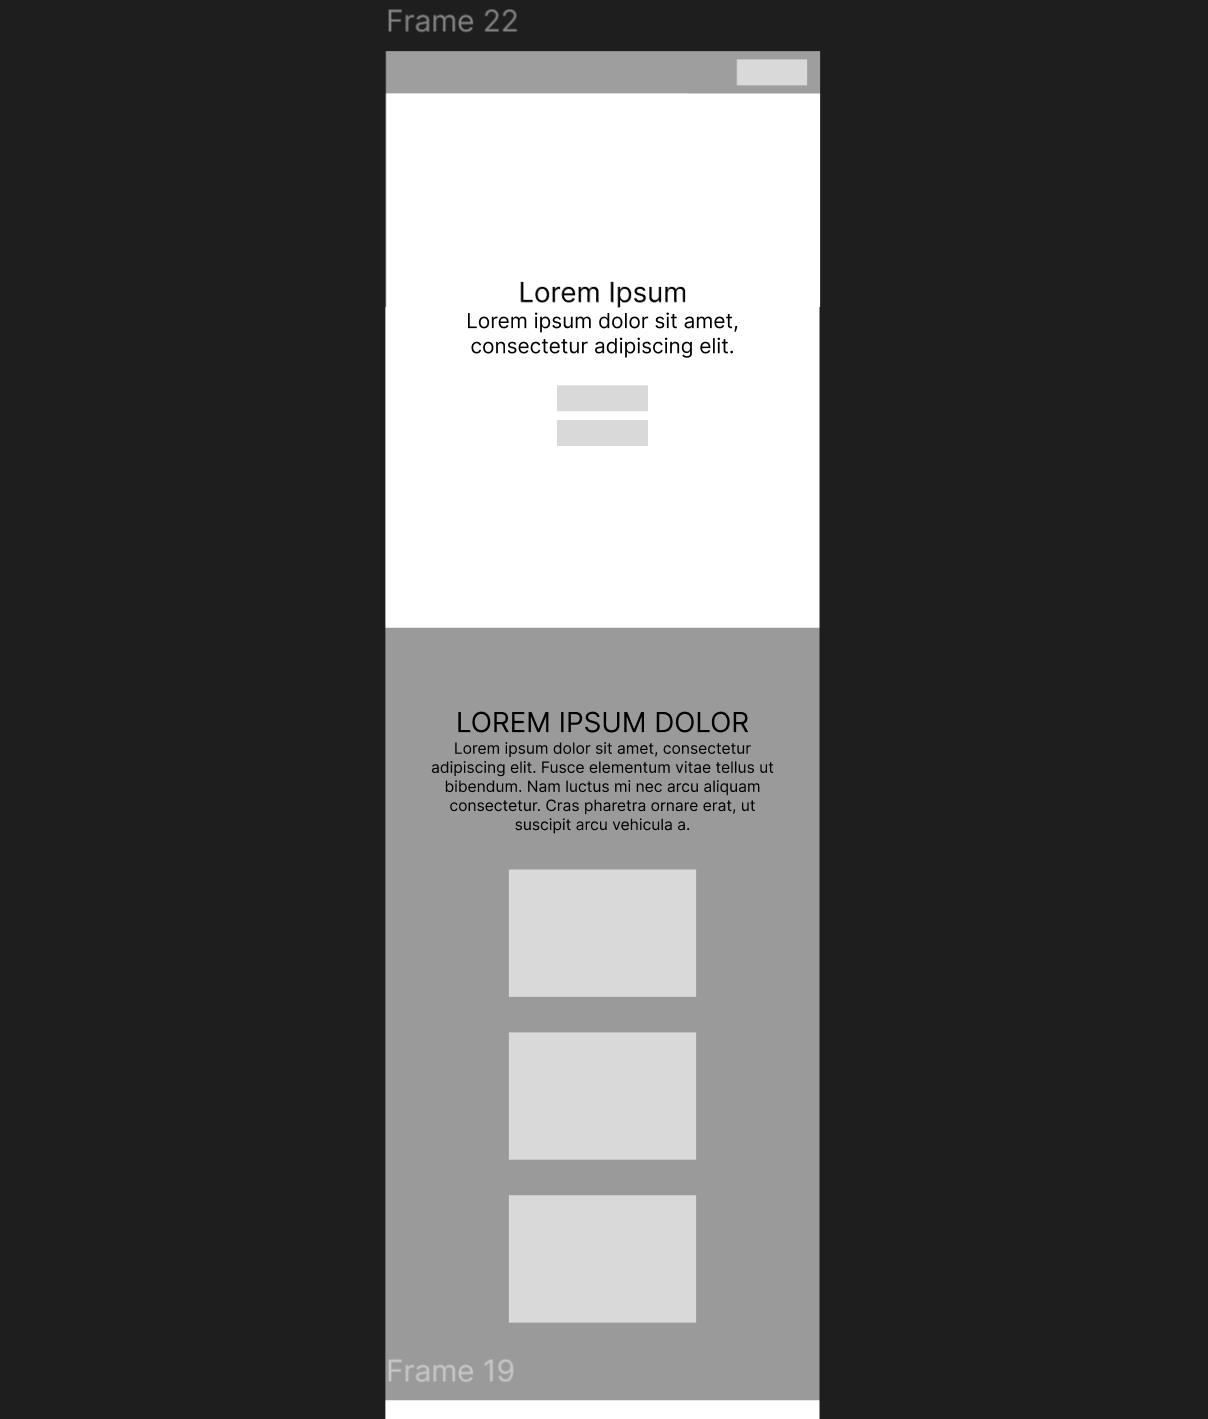 Frame 22
Lorem Ipsum
Lorem ipsum dolor sit amet,
consectetur adipiscing elit.
LOREM IPSUM DOLOR
Lorem ipsum dolor sit amet, consectetur
adipiscing elit. Fusce elementum vitae tellus ut
bibendum. Nam luctus mi nec arcu aliquam
consectetur. Cras pharetra ornare erat, ut
suscipit arcu vehicula a.
Frame 19